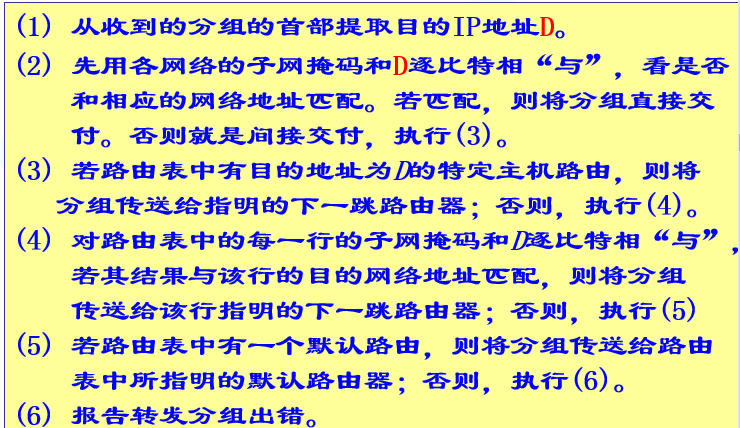 (1) 从收到的分组的首部提取目的IP地址D。
(2) 先用各网络的子网掩码和D逐比特相“与”，看是否
和相应的网络地址匹配。若匹配，则将分组直接交
付。否则就是间接交付，执行(3)。
(3) 若路由表中有目的地址为D的特定主机路由，则将
分组传送给指明的下一跳路由器；否则，执行(4)。
(4) 对路由表中的每一行的子网掩码和D逐比特相“与”，
若其结果与该行的目的网络地址匹配，则将分组
传送给该行指明的下一跳路由器；否则，执行(5)
(5) 若路由表中有一个默认路由，则将分组传送给路由
表中所指明的默认路由器；否则，执行(6)。
(6) 报告转发分组出错。